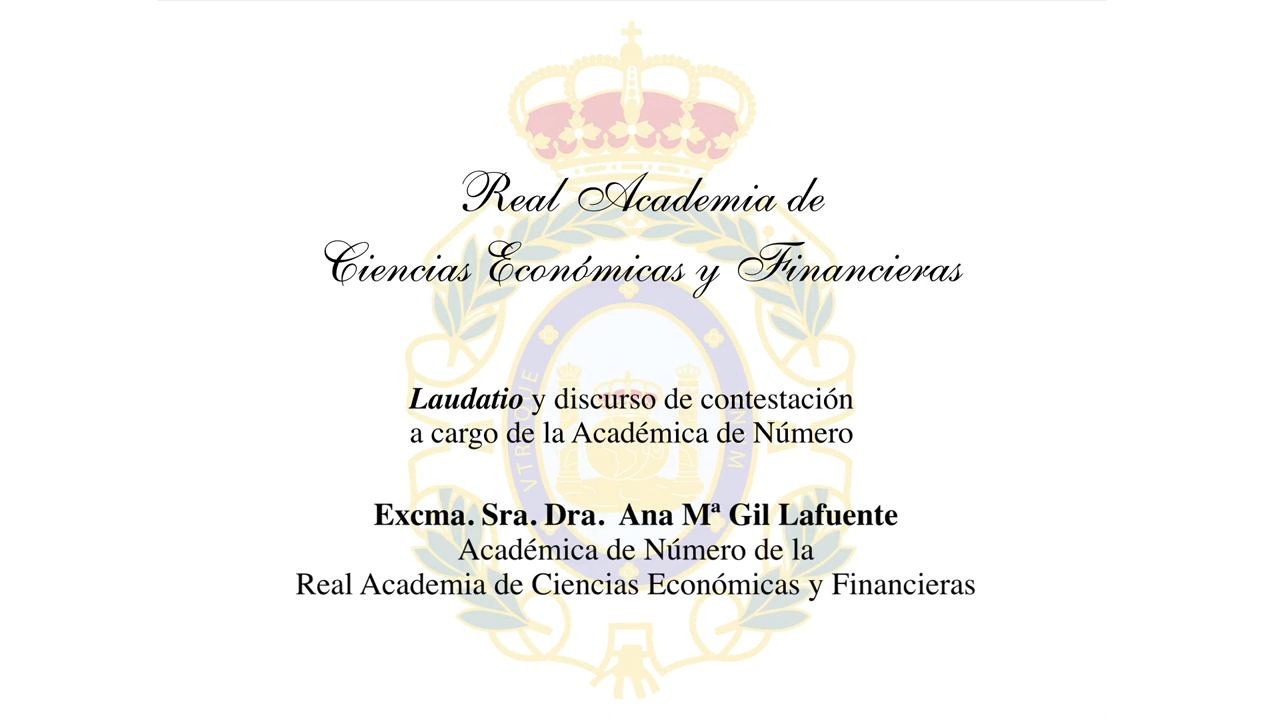 Real Academia de
Ciencias Económicas y Financieras
Laudatio y discurso de contestación
a cargo de la Académica de Número
Excma. Sra. Dra. Ana Mª Gil Lafuente
Académica de Número de la
Real Academia de Ciencias Económicas y Financieras